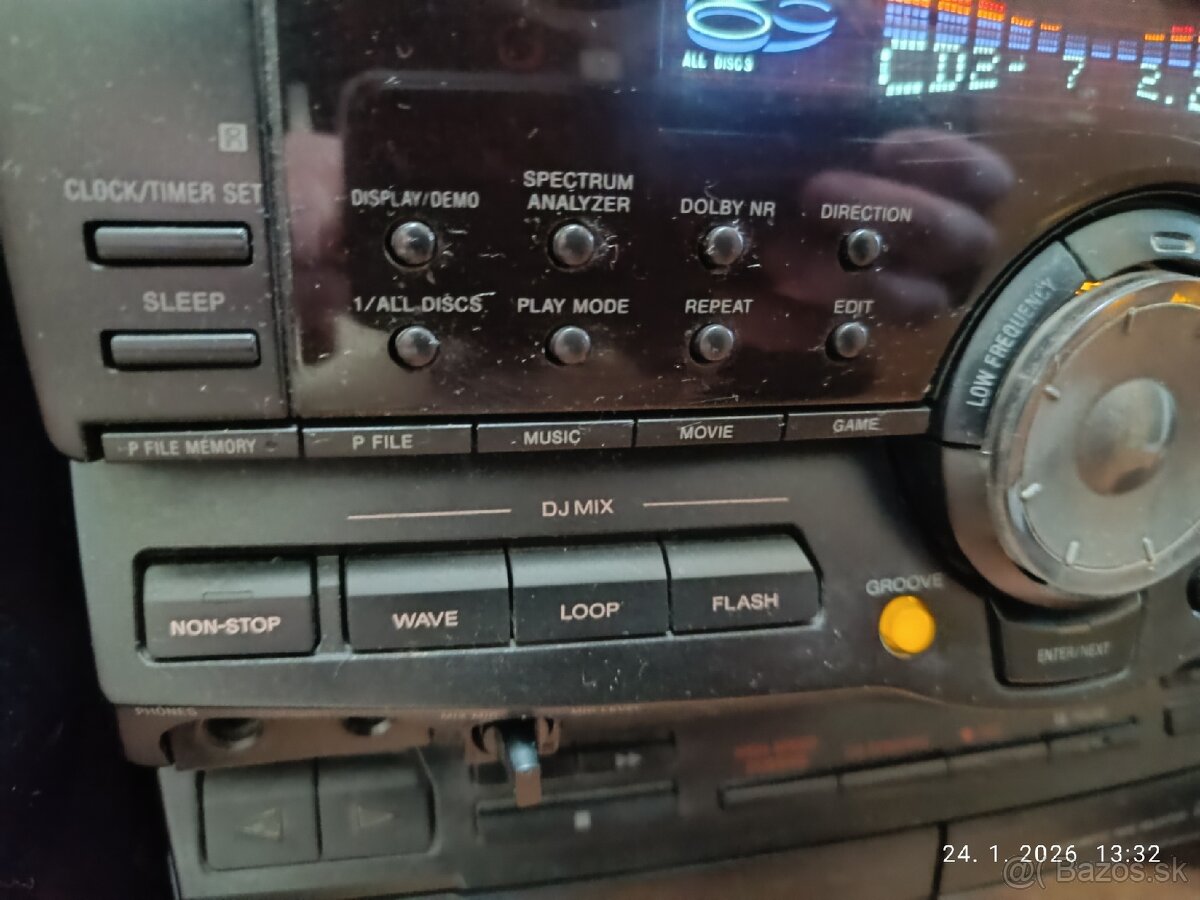 ALL DISCS
CD2- 7 2.2
CLOCK/TIMER SET
DISPLAY/DEMO
SPECTRUM
ANALYZER
DOLBY NR
DIRECTION
SLEEP
1/ALL DISCS
PLAY MODE
REPEAT
EDIT
LOW FREQUENCY
P FILE MEMORY
P FILE
MUSIC
MOVIE
GAME
DJ MIX
NON-STOP
WAVE
LOOP
FLASH
GROOVE
ENTER/NEXT
PHONES
24. 1. 2026 13:32
Bazos.sk